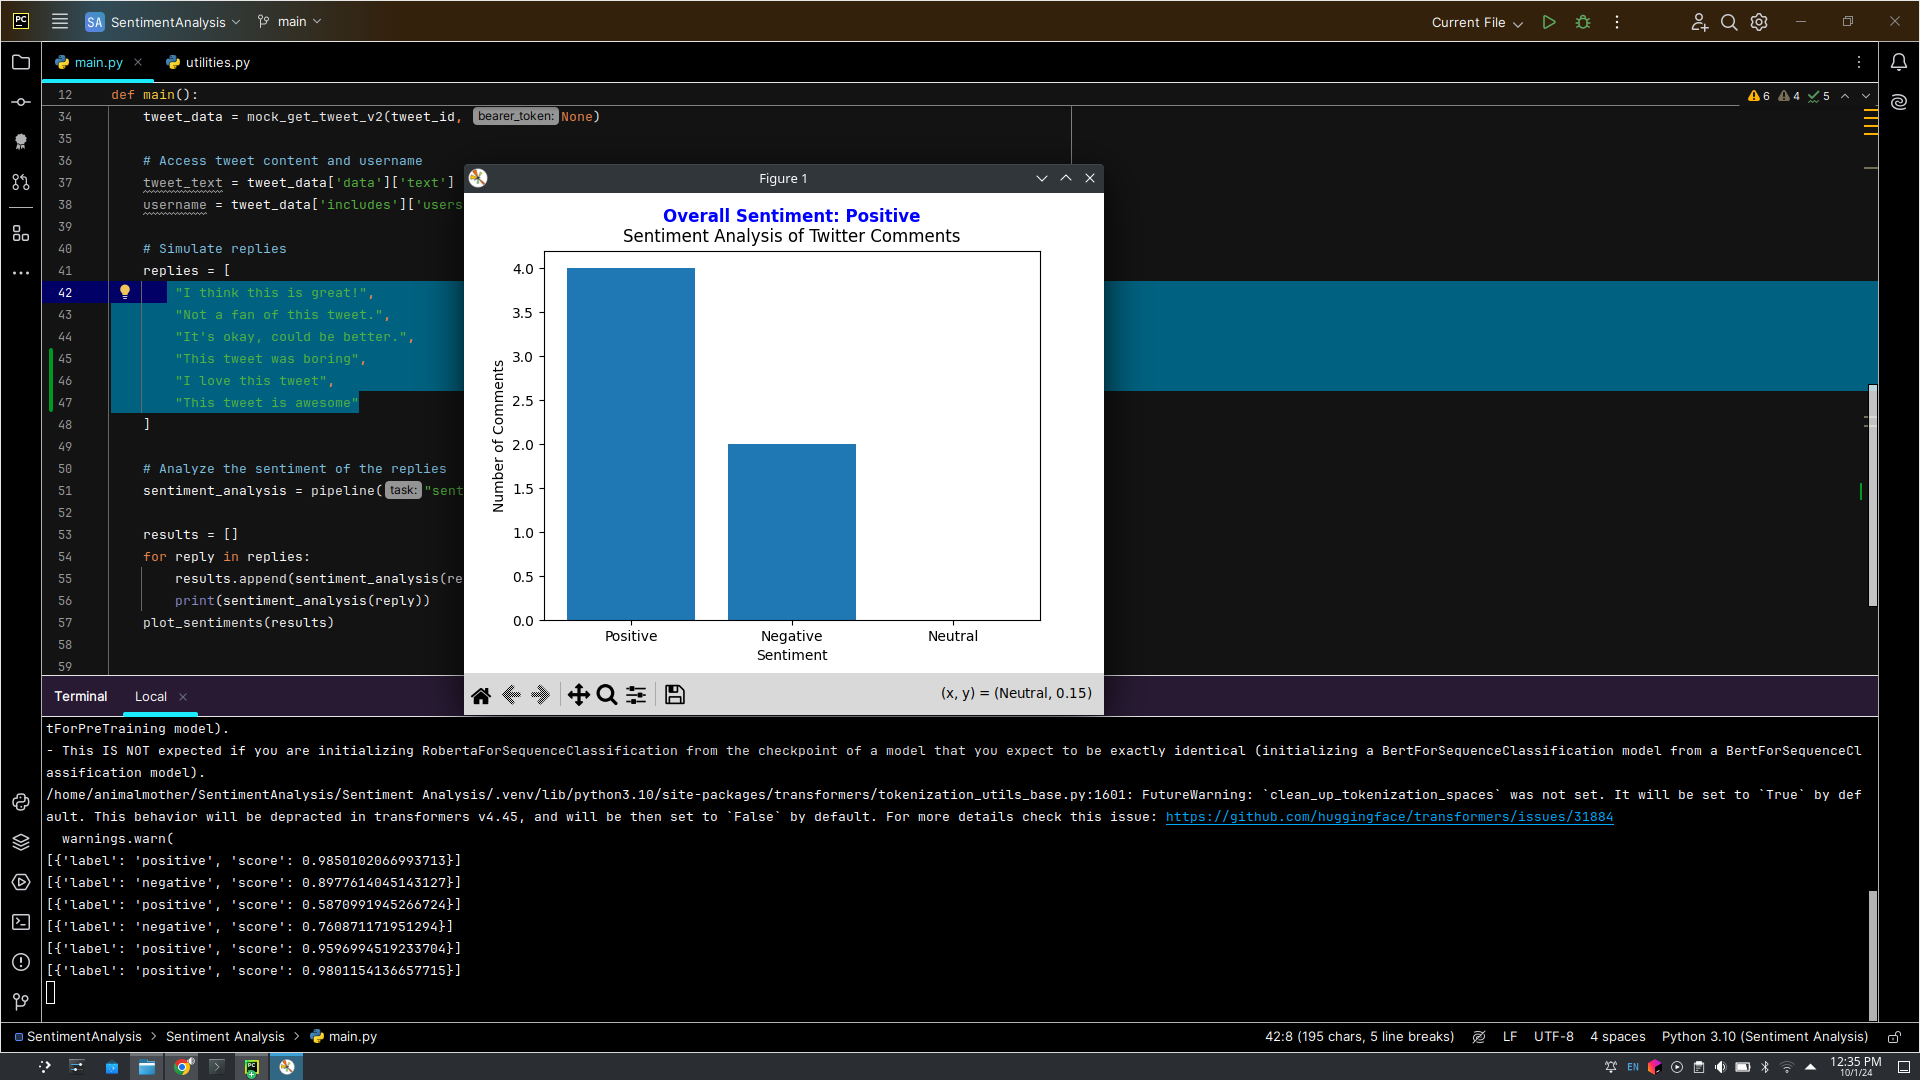 PC
SA SentimentAnalysis
main
Current File
main.py
utilities.py
12 def main():
6 4 5
34 tweet_data = mock_get_tweet_v2(tweet_id, bearer_token: None)
35
36 # Access tweet content and username
37 tweet_text = tweet_data['data']['text']
38 username = tweet_data['includes']['users
39
40 # Simulate replies
41 replies = [
42 "I think this is great!",
43 "Not a fan of this tweet.",
44 "It's okay, could be better.",
45 "This tweet was boring",
46 "I love this tweet",
47 "This tweet is awesome"
48 ]
49
50 # Analyze the sentiment of the replies
51 sentiment_analysis = pipeline( task: "sent
52
53 results = []
54 for reply in replies:
55 results.append(sentiment_analysis(re
56 print(sentiment_analysis(reply))
57 plot_sentiments(results)
58
59
Figure 1
Overall Sentiment: Positive
Sentiment Analysis of Twitter Comments
Number of Comments
4.0
3.5
3.0
2.5
2.0
1.5
1.0
0.5
0.0
Positive Negative Neutral
Sentiment
(x, y) = (Neutral, 0.15)
Terminal Local
tForPreTraining model).
- This IS NOT expected if you are initializing RobertaForSequenceClassification from the checkpoint of a model that you expect to be exactly identical (initializing a BertForSequenceClassification model from a BertForSequenceCl
assification model).
/home/animalmother/SentimentAnalysis/Sentiment Analysis/.venv/lib/python3.10/site-packages/transformers/tokenization_utils_base.py:1601: FutureWarning: `clean_up_tokenization_spaces` was not set. It will be set to `True` by def
ault. This behavior will be depracted in transformers v4.45, and will be then set to `False` by default. For more details check this issue: https://github.com/huggingface/transformers/issues/31884
warnings.warn(
[{'label': 'positive', 'score': 0.9850102066993713}]
[{'label': 'negative', 'score': 0.8977614045143127}]
[{'label': 'positive', 'score': 0.5870991945266724}]
[{'label': 'negative', 'score': 0.760871171951294}]
[{'label': 'positive', 'score': 0.9596994519233704}]
[{'label': 'positive', 'score': 0.9801154136657715}]
SentimentAnalysis > Sentiment Analysis > main.py
42:8 (195 chars, 5 line breaks) LF UTF-8 4 spaces Python 3.10 (Sentiment Analysis)
EN
12:35 PM
10/1/24